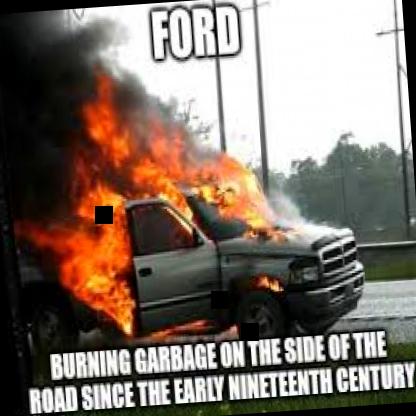 FORD
BURNING GARBAGE ON THE SIDE OF THE
ROAD SINCE THE EARLY NINETEENTH CENTURY